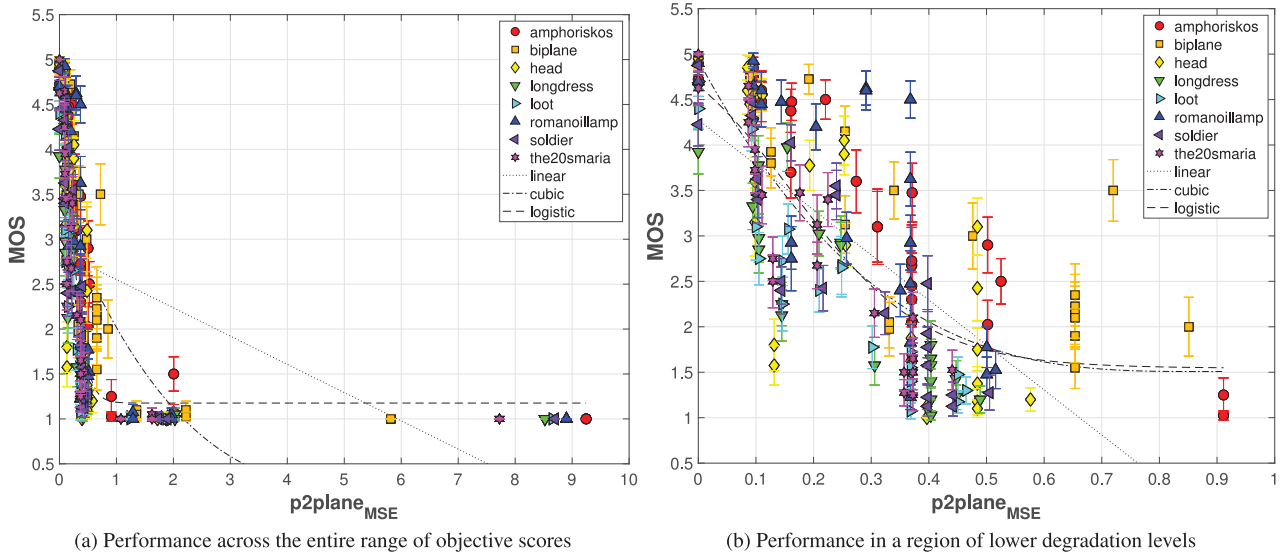 5.5
5
4.5
4
3.5
3
2.5
2
1.5
1
0.5
MOS
0 1 2 3 4 5 6 7 8 9 10
p2plane_MSE
amphoriskos
biplane
head
longdress
loot
romanoillamp
soldier
the20smaria
linear
cubic
logistic
(a) Performance across the entire range of objective scores
5.5
5
4.5
4
3.5
3
2.5
2
1.5
1
0.5
MOS
0 0.1 0.2 0.3 0.4 0.5 0.6 0.7 0.8 0.9 1
p2plane_MSE
amphoriskos
biplane
head
longdress
loot
romanoillamp
soldier
the20smaria
linear
cubic
logistic
(b) Performance in a region of lower degradation levels